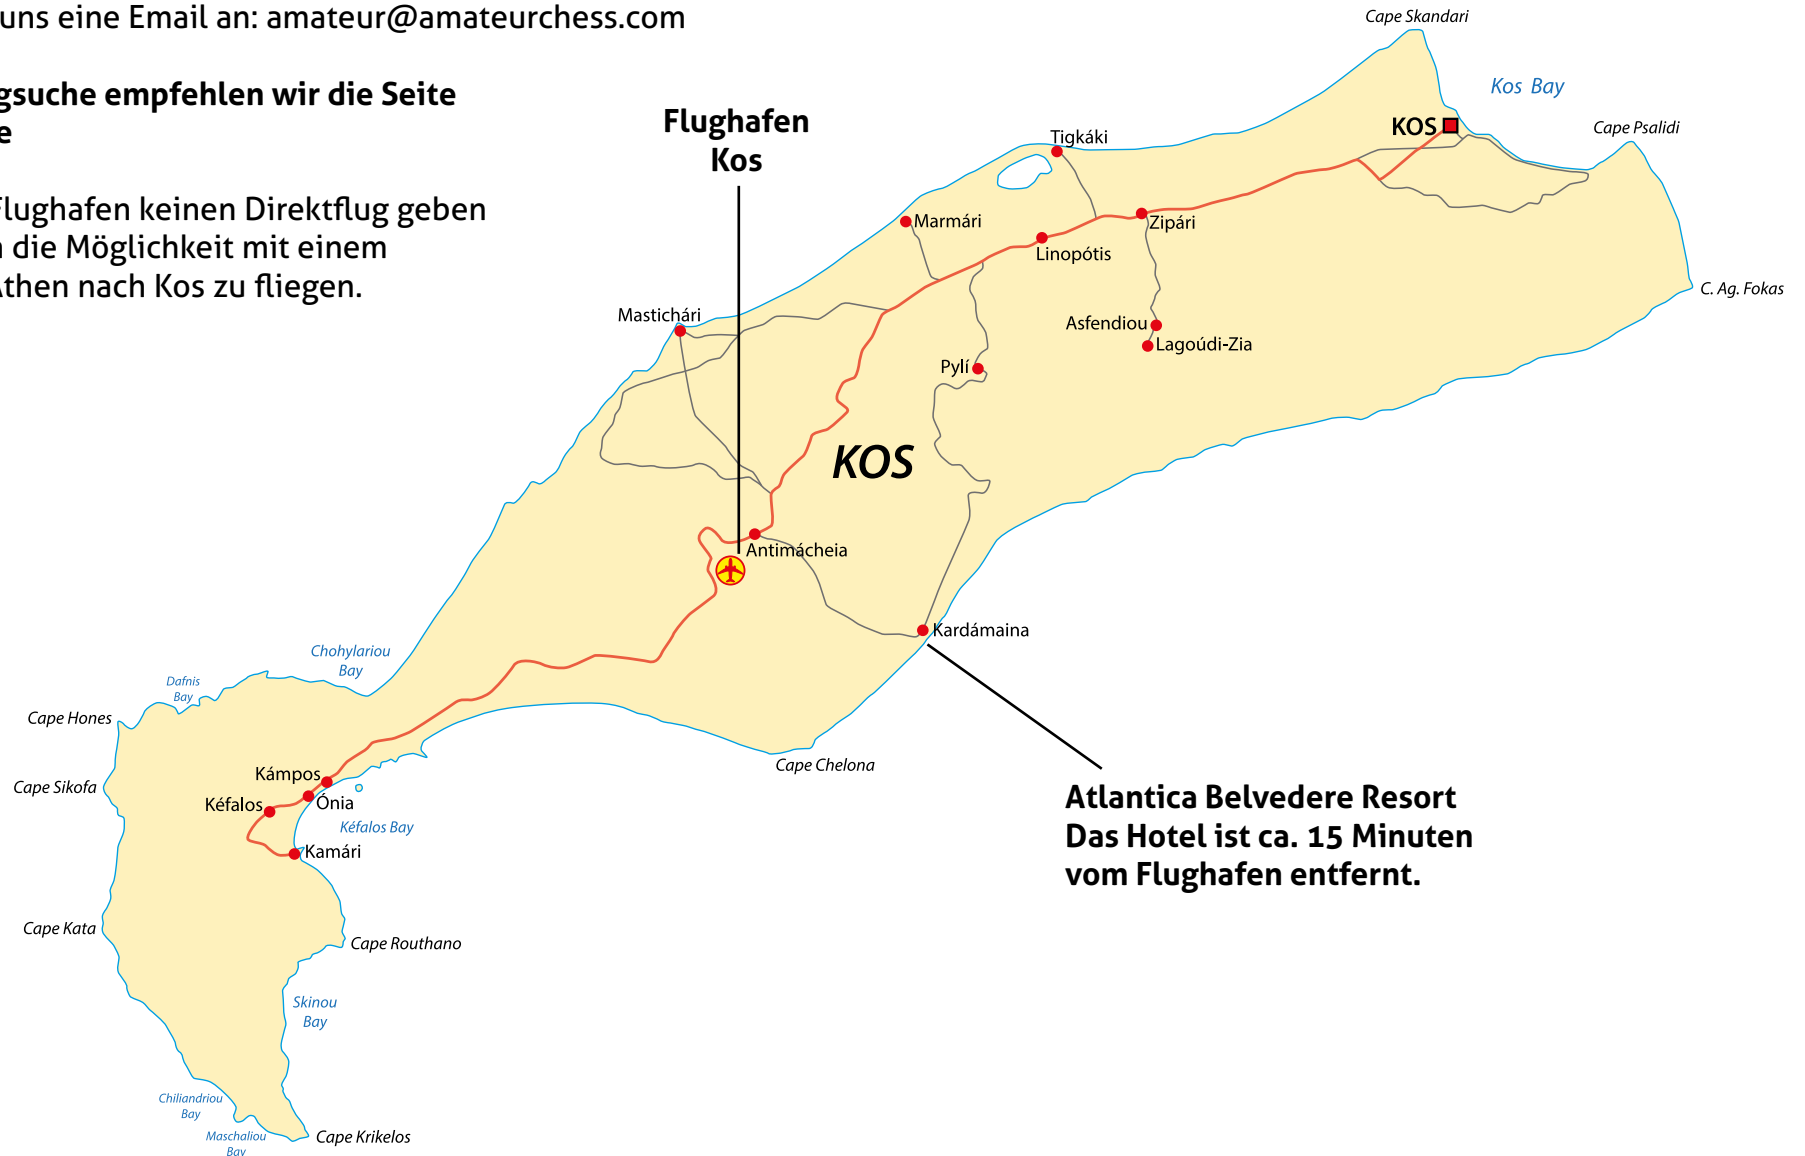 uns eine Email an: amateur@amateurchess.com
gsuche empfehlen wir die Seite
e
Flughafen keinen Direktflug geben
die Möglichkeit mit einem
Athen nach Kos zu fliegen.
Flughafen
Kos
Cape Skandari
Kos Bay
KOS
Cape Psalidi
Tigkáki
Marmári
Zipári
Linopótis
C. Ag. Fokas
Mastichári
Asfendiou
Lagoúdi-Zia
Pylí
KOS
Antimácheia
Kardámaina
Chohylariou
Bay
Dafnis
Bay
Cape Hones
Cape Chelona
Kámpos
Cape Sikofa
Kéfalos
Ónia
Kéfalos Bay
Kamári
Atlantica Belvedere Resort
Das Hotel ist ca. 15 Minuten
vom Flughafen entfernt.
Cape Kata
Cape Routhano
Skinou
Bay
Chiliandriou
Bay
Maschaliou
Bay
Cape Krikelos